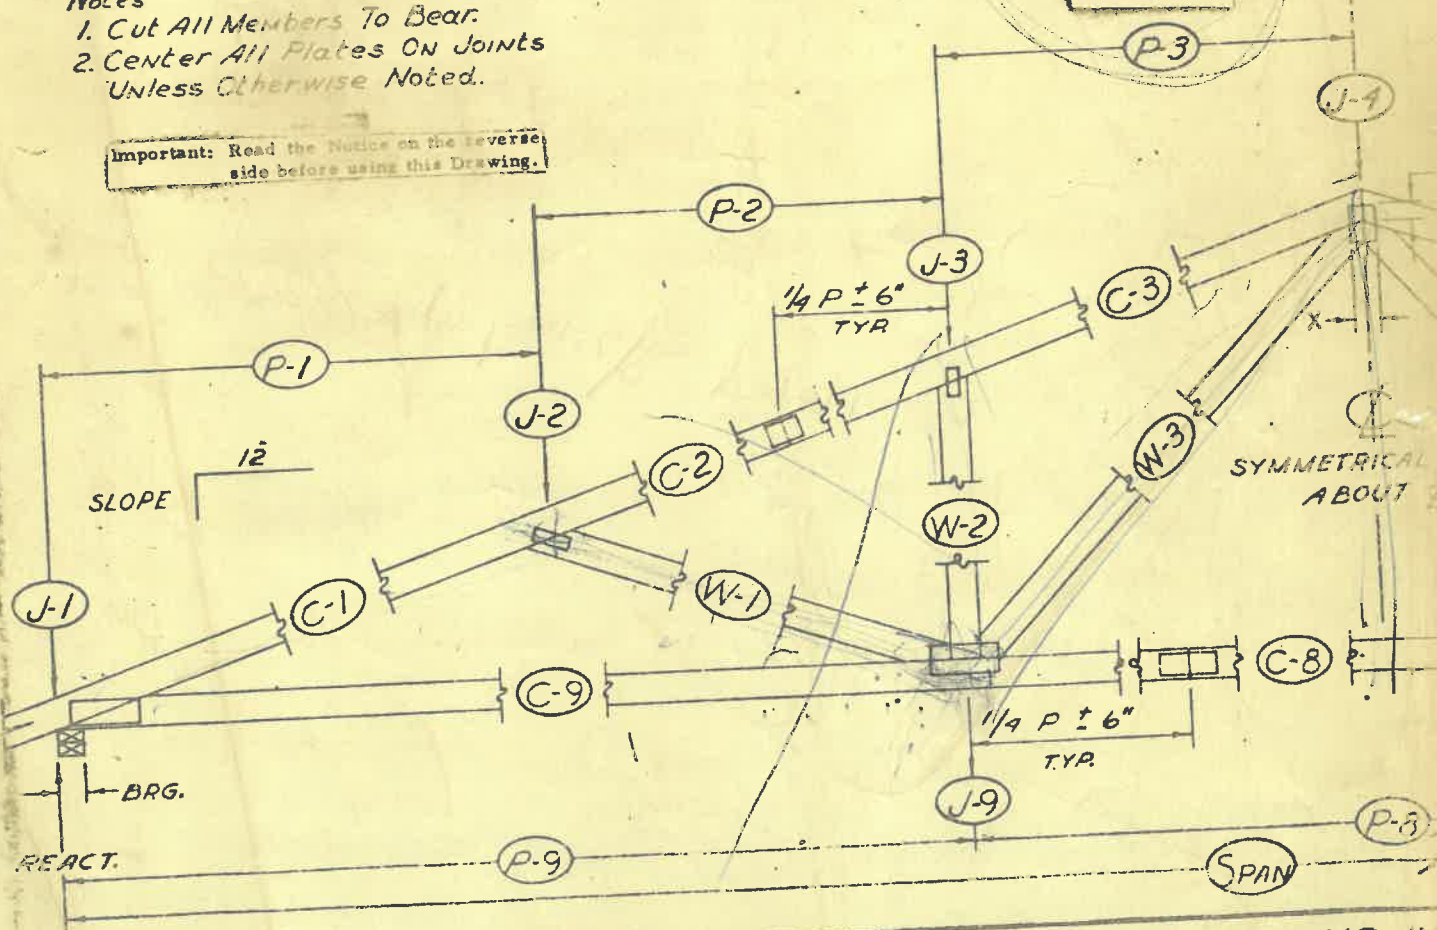 Notes
1. Cut All Members To Bear.
2. Center All Plates On Joints
Unless Otherwise Noted.
Important: Read the Notice on the reverse
side before using this Drawing.
P-3
J-4
P-2
J-3
1/4 P ± 6"
TYP.
C-3
X
P-1
J-2
12
SLOPE
C-2
W-3
℄
SYMMETRICAL
ABOUT
W-2
J-1
C-1
W-1
C-9
C-8
1/4 P ± 6"
TYP.
BRG.
J-9
REACT.
P-9
P-8
SPAN